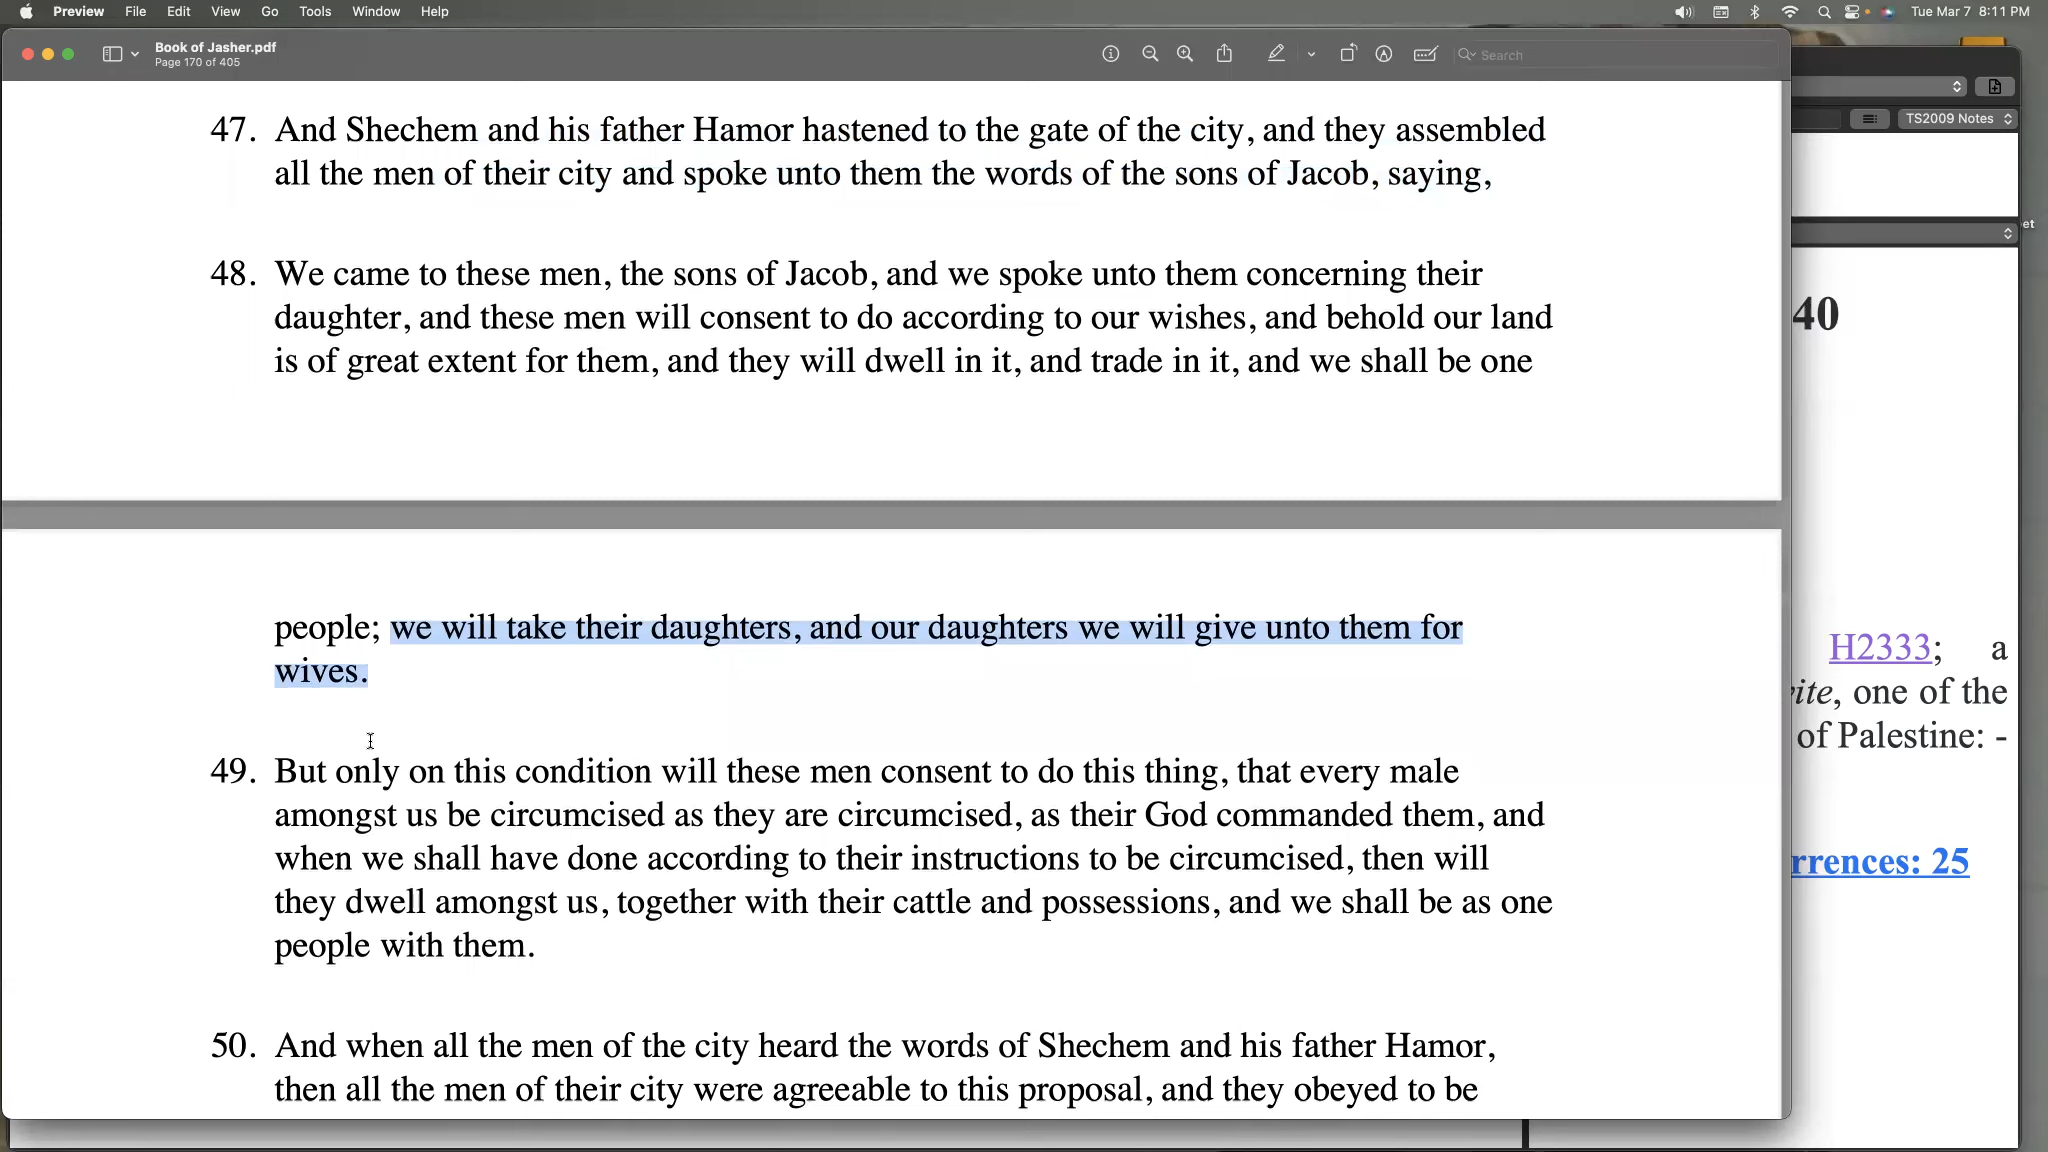 Preview File Edit View Go Tools Window Help Tue Mar 7 8:11 PM
Book of Jasher.pdf
Page 170 of 405
Search
TS2009 Notes
et
47. And Shechem and his father Hamor hastened to the gate of the city, and they assembled
all the men of their city and spoke unto them the words of the sons of Jacob, saying,
48. We came to these men, the sons of Jacob, and we spoke unto them concerning their
daughter, and these men will consent to do according to our wishes, and behold our land
is of great extent for them, and they will dwell in it, and trade in it, and we shall be one
people; we will take their daughters, and our daughters we will give unto them for
wives.
49. But only on this condition will these men consent to do this thing, that every male
amongst us be circumcised as they are circumcised, as their God commanded them, and
when we shall have done according to their instructions to be circumcised, then will
they dwell amongst us, together with their cattle and possessions, and we shall be as one
people with them.
50. And when all the men of the city heard the words of Shechem and his father Hamor,
then all the men of their city were agreeable to this proposal, and they obeyed to be
40
H2333; a
ite, one of the
of Palestine: -
rrences: 25